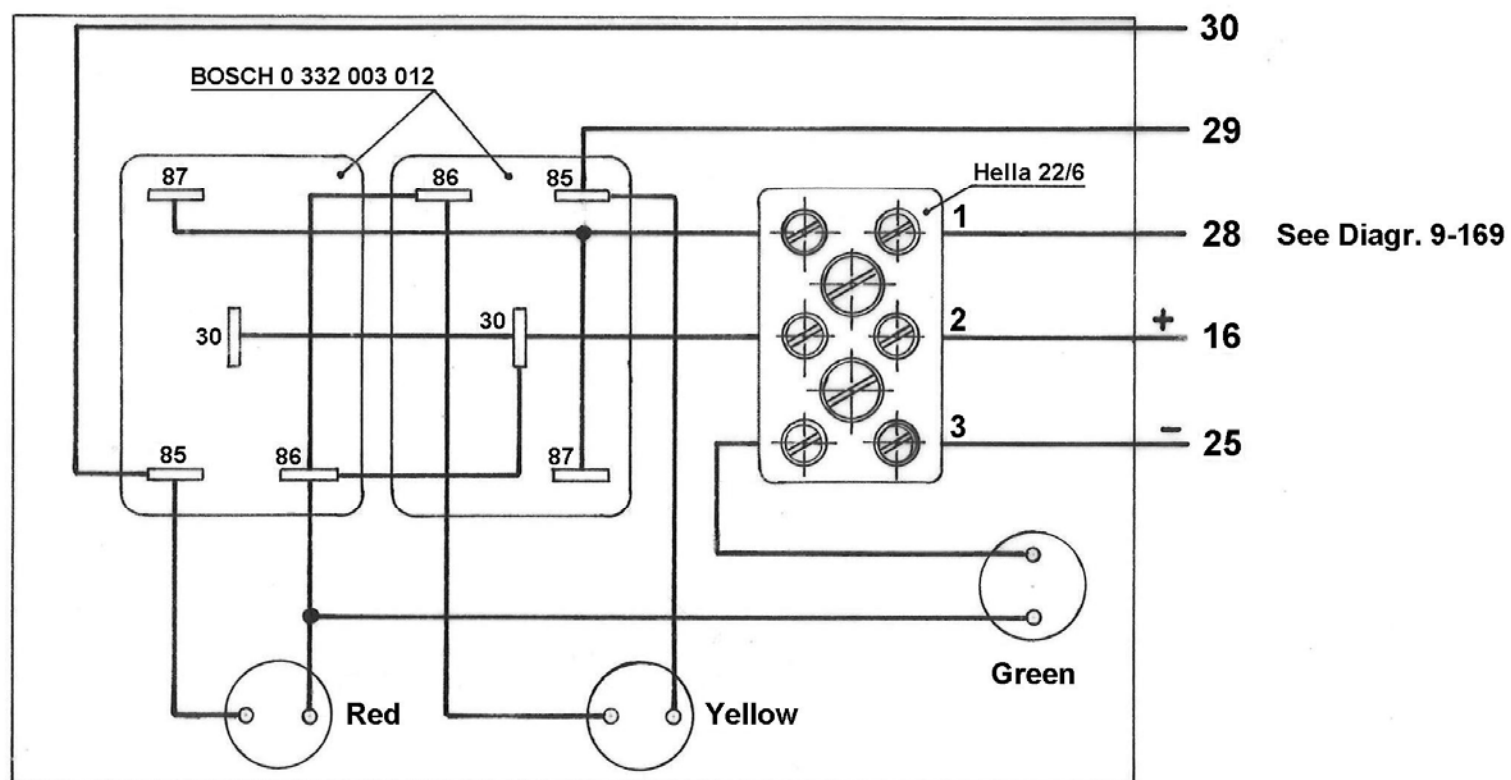 30
BOSCH 0 332 003 012
29
Hella 22/6
87
86
85
1
28 See Diagr. 9-169
30
30
2
+
16
85
86
87
3
-
25
Green
Red
Yellow